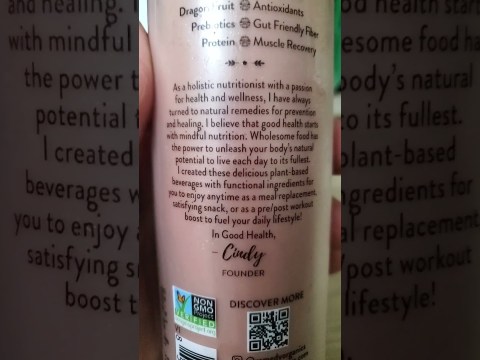 Dragon Fruit Antioxidants
Prebiotics Gut Friendly Fiber
Protein Muscle Recovery
As a holistic nutritionist with a passion
for health and wellness, I have always
turned to natural remedies for prevention
and healing. I believe that good health starts
with mindful nutrition. Wholesome food has
the power to unleash your body's natural
potential to live each day to its fullest.
I created these delicious plant-based
beverages with functional ingredients for
you to enjoy anytime as a meal replacement,
satisfying snack, or as a pre/post workout
boost to fuel your daily lifestyle!
In Good Health,
- Cindy
FOUNDER
NON
GMO
Project
VERIFIED
DISCOVER MORE